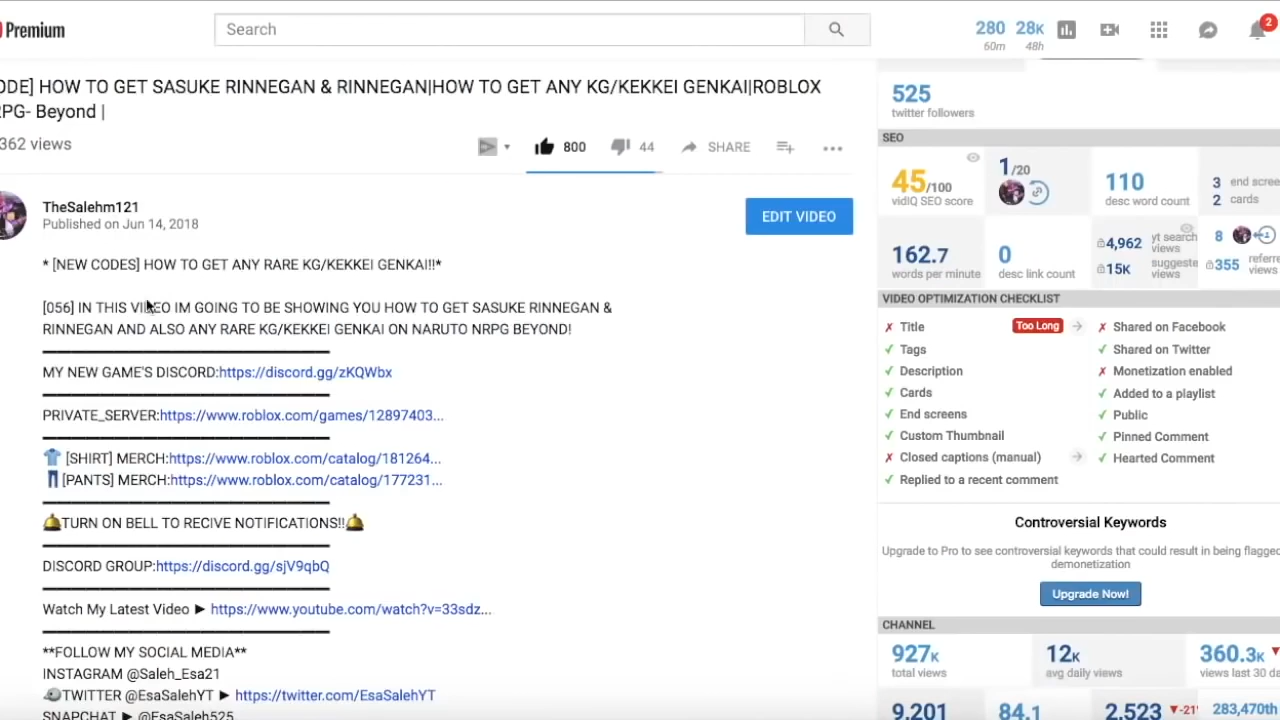 Premium
Search
280 28K
60m 48h
2
ODE] HOW TO GET SASUKE RINNEGAN & RINNEGAN|HOW TO GET ANY KG/KEKKEI GENKAI|ROBLOX
RPG- Beyond |
362 views
800 44 SHARE
TheSalehm121
Published on Jun 14, 2018
EDIT VIDEO
* [NEW CODES] HOW TO GET ANY RARE KG/KEKKEI GENKAI!!*
[056] IN THIS VIDEO IM GOING TO BE SHOWING YOU HOW TO GET SASUKE RINNEGAN &
RINNEGAN AND ALSO ANY RARE KG/KEKKEI GENKAI ON NARUTO NRPG BEYOND!
MY NEW GAME'S DISCORD:https://discord.gg/zKQWbx
PRIVATE_SERVER:https://www.roblox.com/games/12897403...
[SHIRT] MERCH:https://www.roblox.com/catalog/181264...
[PANTS] MERCH:https://www.roblox.com/catalog/177231...
🔔TURN ON BELL TO RECIVE NOTIFICATIONS!!🔔
DISCORD GROUP:https://discord.gg/sjV9qbQ
Watch My Latest Video ► https://www.youtube.com/watch?v=33sdz...
**FOLLOW MY SOCIAL MEDIA**
INSTAGRAM @Saleh_Esa21
TWITTER @EsaSalehYT ► https://twitter.com/EsaSalehYT
SNAPCHAT ► @EsaSaleh525
525
twitter followers
SEO
45/100
vidIQ SEO score
1/20
110
desc word count
3 end scree
2 cards
162.7
words per minute
0
desc link count
4,962 yt search views
15K suggeste views
8
355 referre views
VIDEO OPTIMIZATION CHECKLIST
✗ Title Too Long
✓ Tags
✓ Description
✓ Cards
✓ End screens
✓ Custom Thumbnail
✗ Closed captions (manual)
✓ Replied to a recent comment
✗ Shared on Facebook
✓ Shared on Twitter
✗ Monetization enabled
✓ Added to a playlist
✓ Public
✓ Pinned Comment
✓ Hearted Comment
Controversial Keywords
Upgrade to Pro to see controversial keywords that could result in being flagged
demonetization
Upgrade Now!
CHANNEL
927K
total views
12K
avg daily views
360.3K ▼
views last 30 da
9,201 84.1 2,523 ▼-21 283,470th